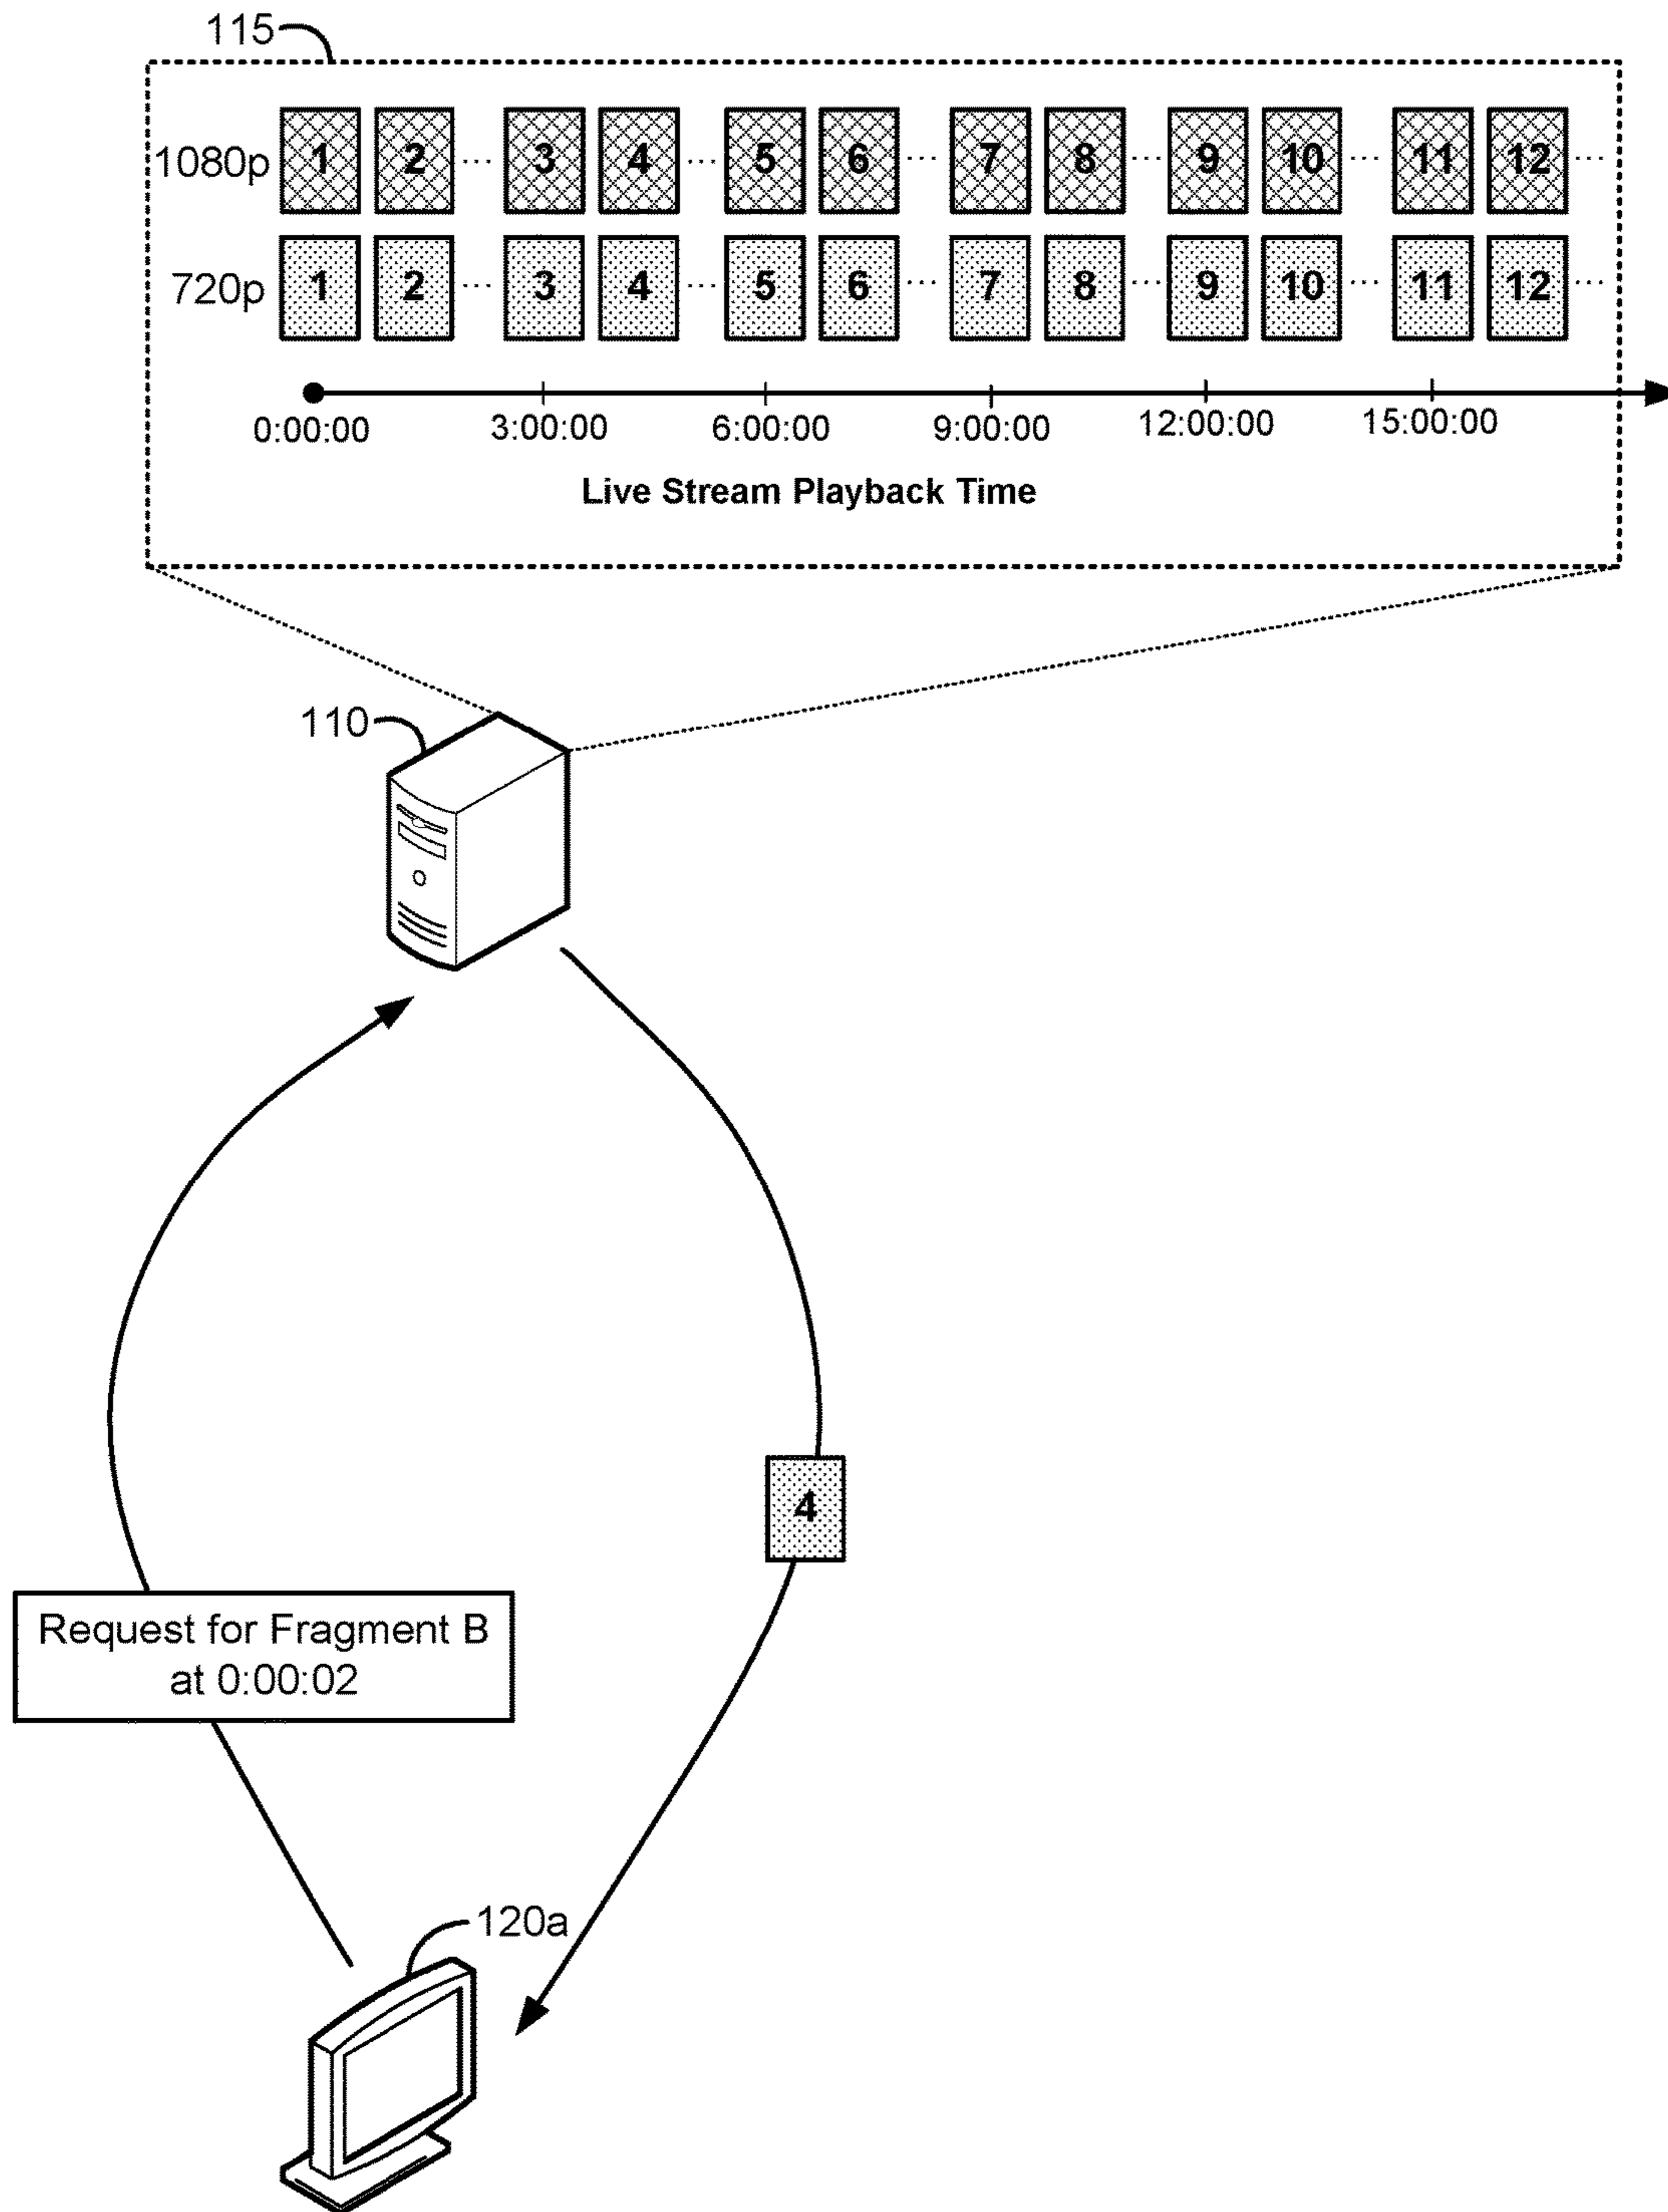 115
1080p 1 2 ... 3 4 ... 5 6 ... 7 8 ... 9 10 ... 11 12 ...
720p 1 2 ... 3 4 ... 5 6 ... 7 8 ... 9 10 ... 11 12 ...
0:00:00 3:00:00 6:00:00 9:00:00 12:00:00 15:00:00
Live Stream Playback Time
110
4
Request for Fragment B
at 0:00:02
120a